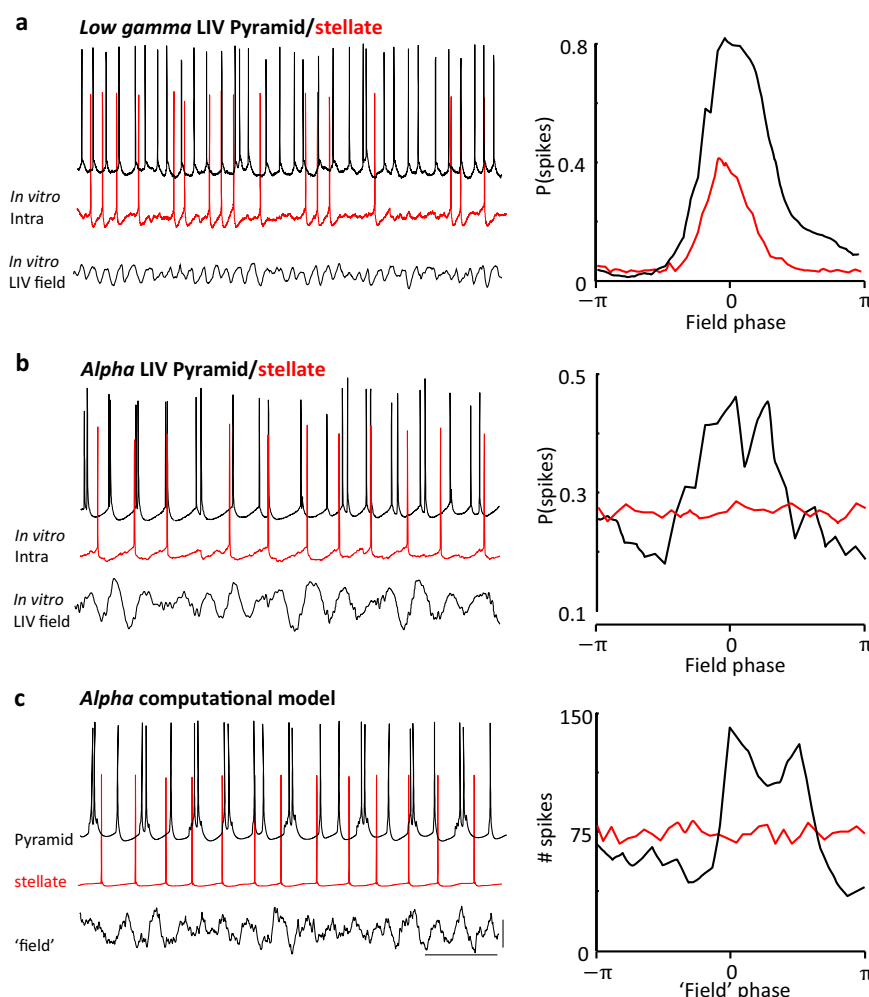 a
Low gamma LIV Pyramid/stellate
In vitro
Intra
In vitro
LIV field
0.8
0.4
0
P(spikes)
−π
0
π
Field phase
b
Alpha LIV Pyramid/stellate
In vitro
Intra
In vitro
LIV field
0.5
0.3
0.1
P(spikes)
−π
0
π
Field phase
c
Alpha computational model
Pyramid
stellate
'field'
150
75
0
# spikes
−π
0
π
'Field' phase